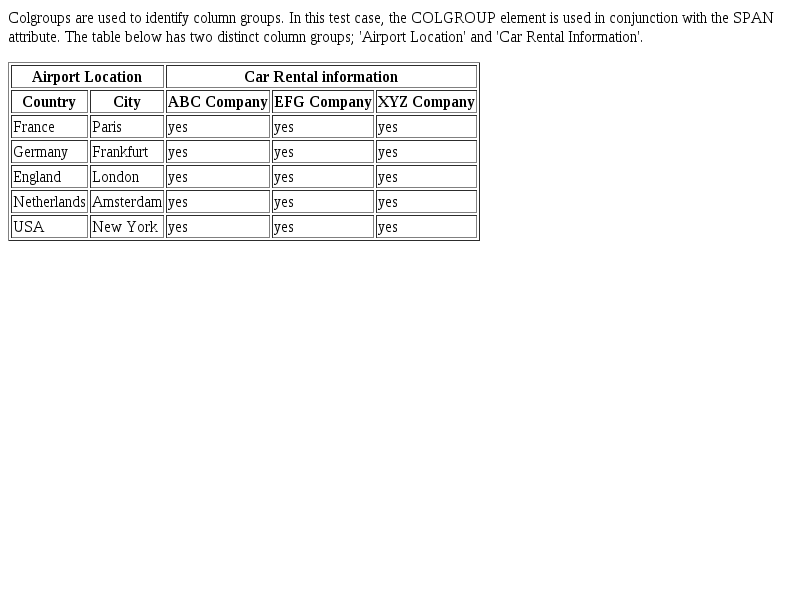 Colgroups are used to identify column groups. In this test case, the COLGROUP element is used in conjunction with the SPAN
attribute. The table below has two distinct column groups; 'Airport Location' and 'Car Rental Information'.
Airport Location Car Rental information
Country City ABC Company EFG Company XYZ Company
France Paris yes yes yes
Germany Frankfurt yes yes yes
England London yes yes yes
Netherlands Amsterdam yes yes yes
USA New York yes yes yes